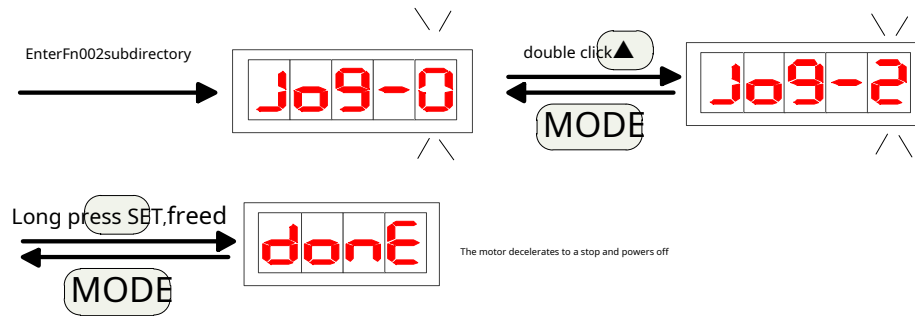 EnterFn002subdirectory
Jog-0
double click▲
MODE
Jog-2
Long press SET,freed
MODE
donE
The motor decelerates to a stop and powers off